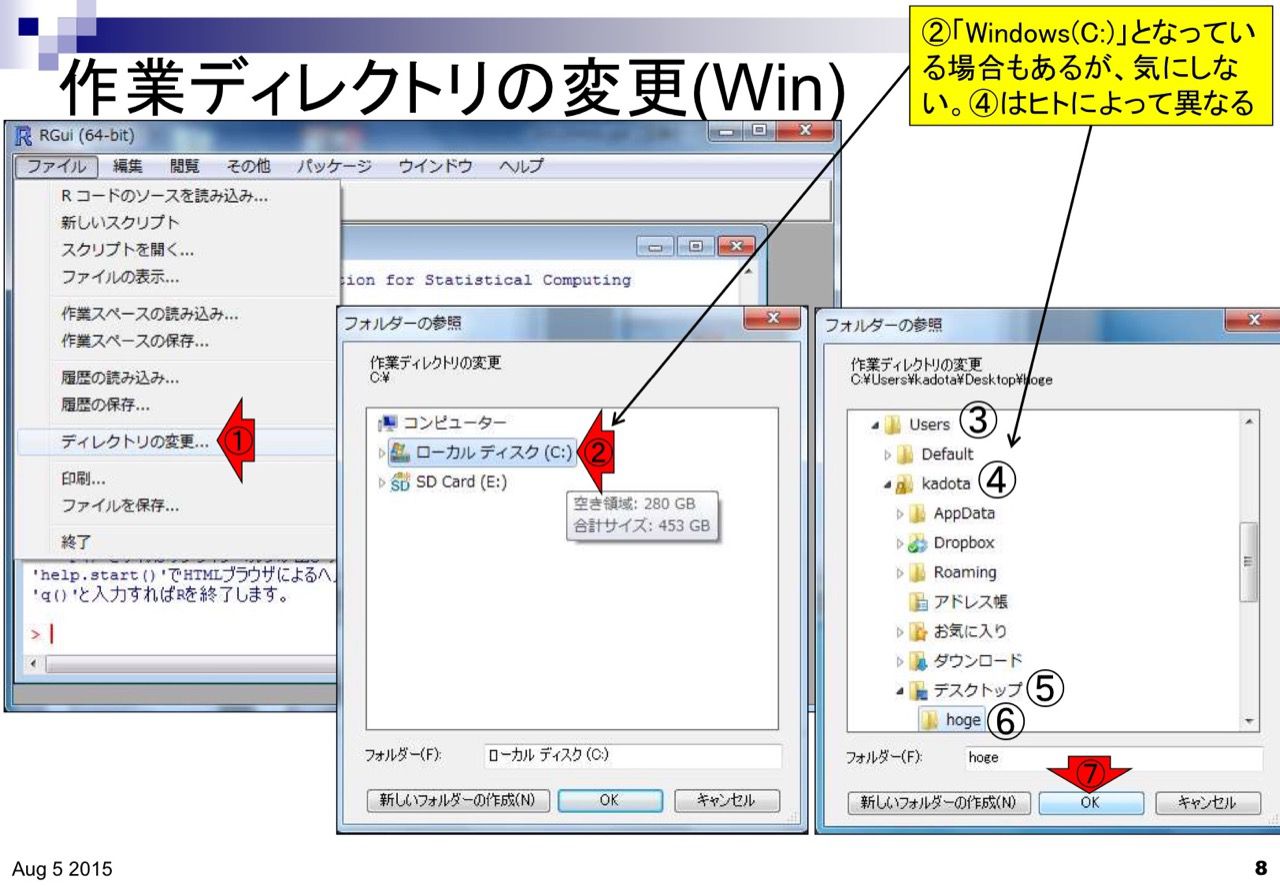 作業ディレクトリの変更(Win)
②「Windows(C:)」となってい
る場合もあるが、気にしな
い。④はヒトによって異なる
RGui (64-bit)
ファイル 編集 閲覧 その他 パッケージ ウインドウ ヘルプ
R コードのソースを読み込み...
新しいスクリプト
スクリプトを開く...
ファイルの表示...
作業スペースの読み込み...
作業スペースの保存...
履歴の読み込み...
履歴の保存...
ディレクトリの変更... ①
印刷...
ファイルを保存...
終了
tion for Statistical Computing
'help.start()'でHTMLブラウザによるヘ
'q()'と入力すればRを終了します。
>
フォルダーの参照
作業ディレクトリの変更
C:¥
コンピューター
ローカル ディスク (C:) ②
SD Card (E:)
空き領域: 280 GB
合計サイズ: 453 GB
フォルダー(F): ローカル ディスク (C:)
新しいフォルダーの作成(N) OK キャンセル
フォルダーの参照
作業ディレクトリの変更
C:¥Users¥kadota¥Desktop¥hoge
Users ③
Default
kadota ④
AppData
Dropbox
Roaming
アドレス帳
お気に入り
ダウンロード
デスクトップ ⑤
hoge ⑥
フォルダー(F): hoge
⑦
新しいフォルダーの作成(N) OK キャンセル
Aug 5 2015
8